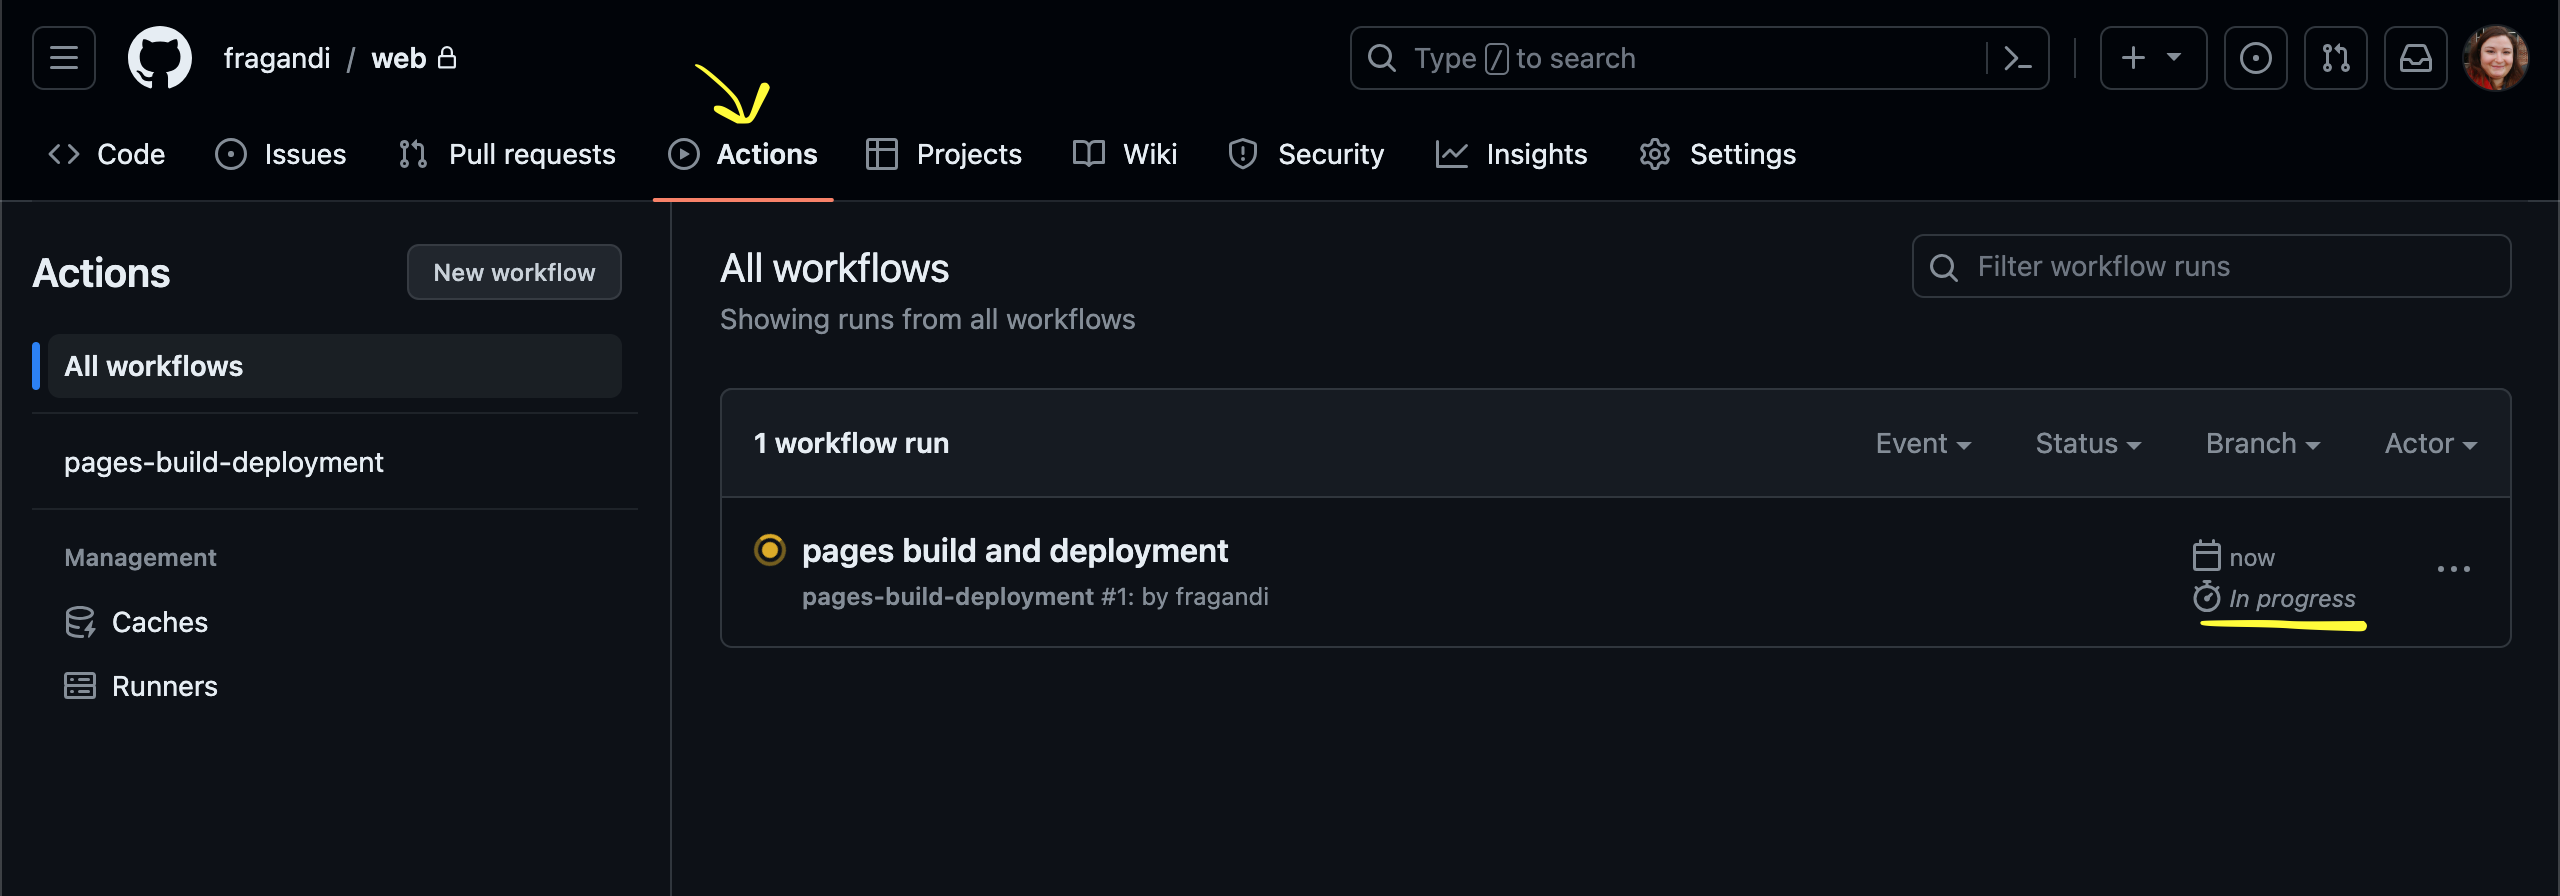 fragandi / web
Type / to search
Code Issues Pull requests Actions Projects Wiki Security Insights Settings
Actions
New workflow
All workflows
pages-build-deployment
Management
Caches
Runners
All workflows
Showing runs from all workflows
Filter workflow runs
1 workflow run
Event Status Branch Actor
pages build and deployment
pages-build-deployment #1: by fragandi
now
In progress